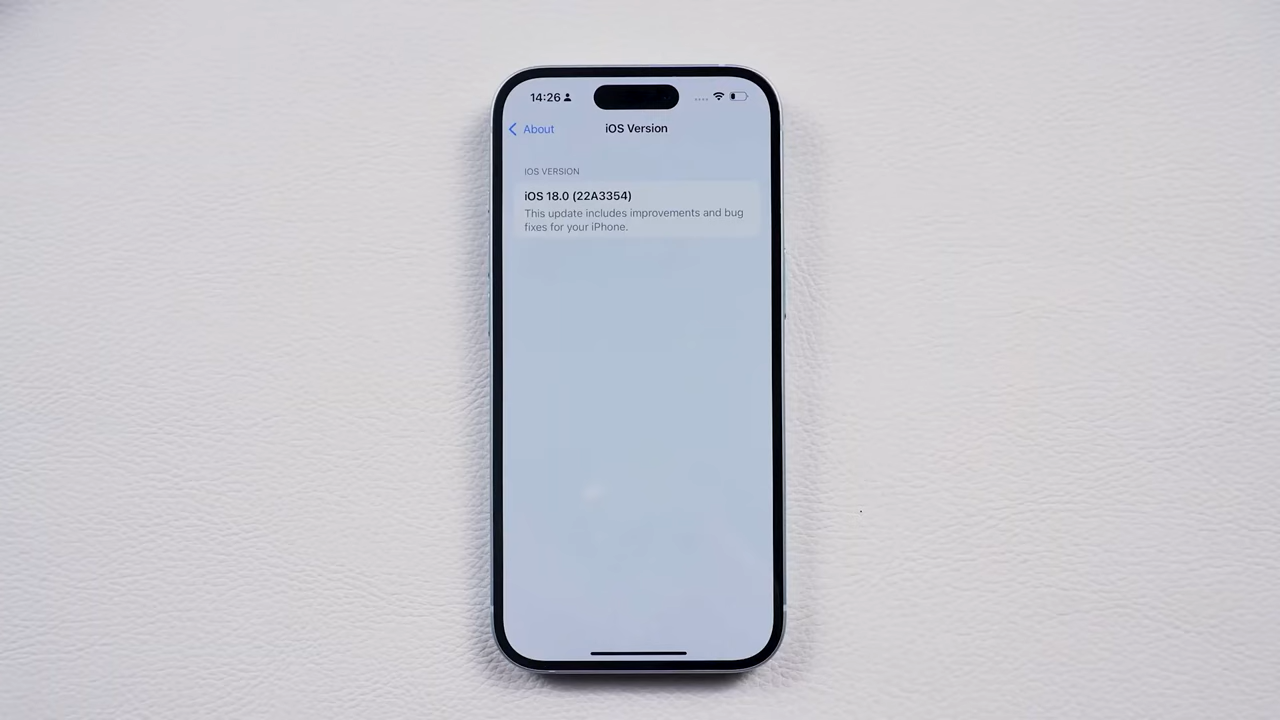 14:26
About
iOS Version
IOS VERSION
iOS 18.0 (22A3354)
This update includes improvements and bug
fixes for your iPhone.